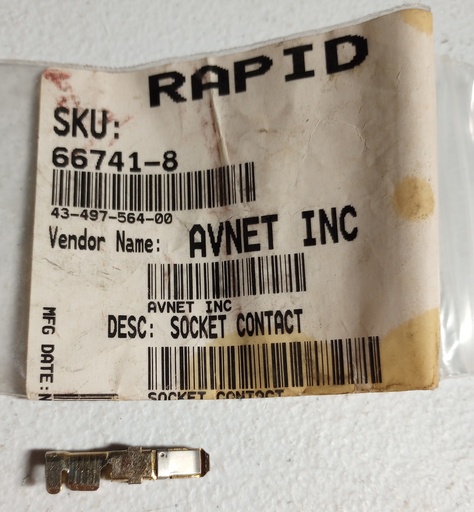 RAPID
SKU:
66741-8
43-497-564-00
Vendor Name: AVNET INC
AVNET INC
DESC: SOCKET CONTACT
SOCKET CONTACT
MFG DATE:N